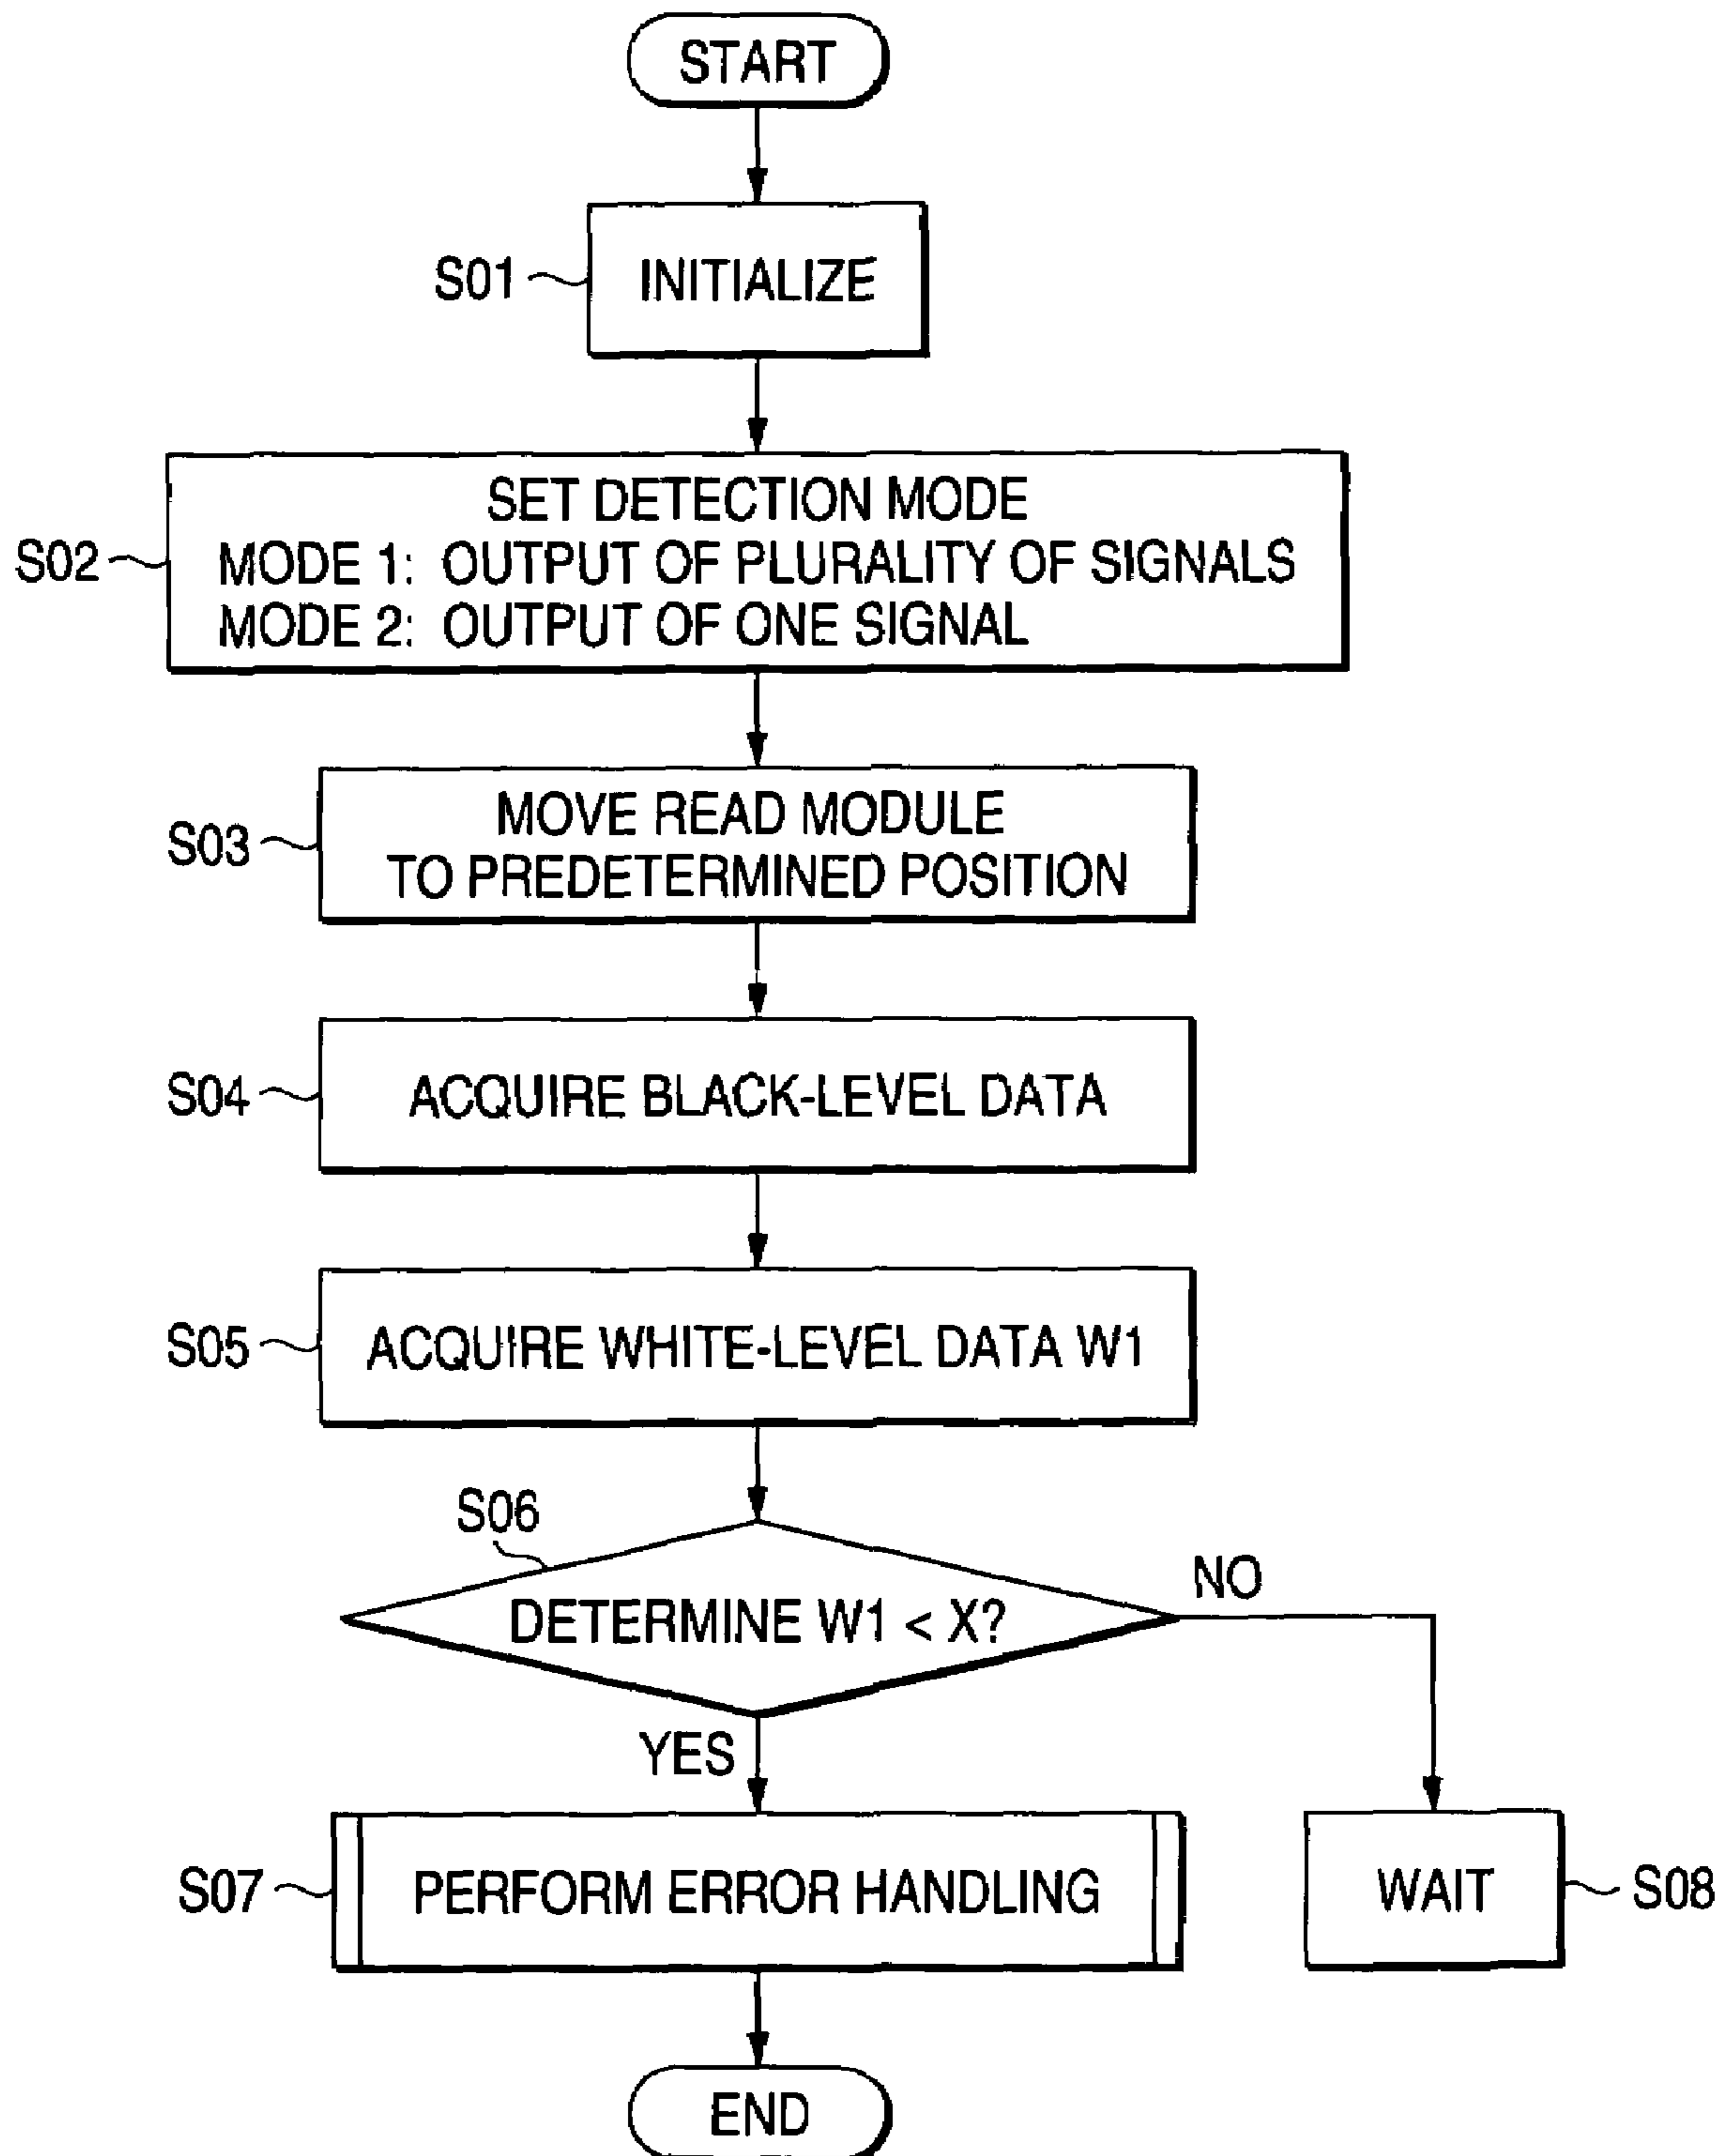 START
S01
INITIALIZE
S02
SET DETECTION MODE
MODE 1: OUTPUT OF PLURALITY OF SIGNALS
MODE 2: OUTPUT OF ONE SIGNAL
S03
MOVE READ MODULE
TO PREDETERMINED POSITION
S04
ACQUIRE BLACK-LEVEL DATA
S05
ACQUIRE WHITE-LEVEL DATA W1
S06
DETERMINE W1 < X?
NO
YES
S07
PERFORM ERROR HANDLING
WAIT
S08
END